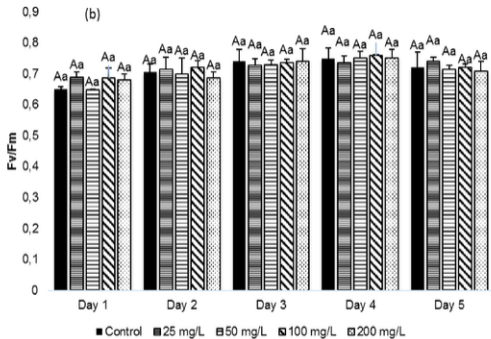 (b)
0,9
0,8
0,7
0,6
0,5
0,4
0,3
0,2
0,1
0
Fv/Fm
Aa Aa Aa Aa Aa
Aa Aa Aa Aa Aa
Aa Aa Aa Aa Aa
Aa Aa Aa Aa Aa
Aa Aa Aa Aa Aa
Day 1 Day 2 Day 3 Day 4 Day 5
Control 25 mg/L 50 mg/L 100 mg/L 200 mg/L